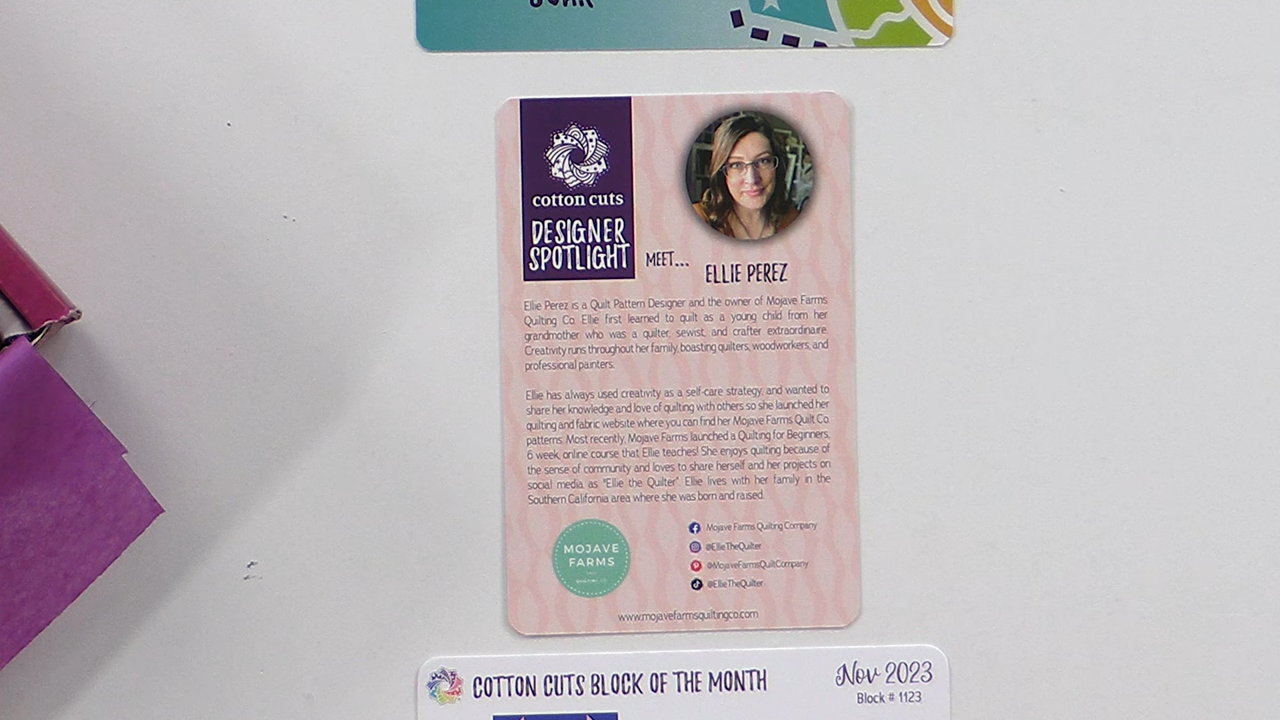 cotton cuts
DESIGNER
SPOTLIGHT
MEET...
ELLIE PEREZ
Ellie Perez is a Quilt Pattern Designer and the owner of Mojave Farms
Quilting Co. Ellie first learned to quilt as a young child from her
grandmother who was a quilter, sewist, and crafter extraordinaire.
Creativity runs throughout her family, boasting quilters, woodworkers, and
professional painters.
Ellie has always used creativity as a self-care strategy and wanted to
share her knowledge and love of quilting with others so she launched her
quilting and fabric website where you can find her Mojave Farms Quilt Co.
patterns. Most recently, Mojave Farms launched a Quilting for Beginners,
6 week, online course that Ellie teaches! She enjoys quilting because of
the sense of community and loves to share herself and her projects on
social media as "Ellie the Quilter". Ellie lives with her family in the
Southern California area where she was born and raised.
MOJAVE
FARMS
QUILTING CO
Mojave Farms Quilting Company
@EllieTheQuilter
@MojaveFarmsQuiltCompany
@EllieTheQuilter
www.mojavefarmsquiltingco.com
COTTON CUTS BLOCK OF THE MONTH
Nov 2023
Block # 1123